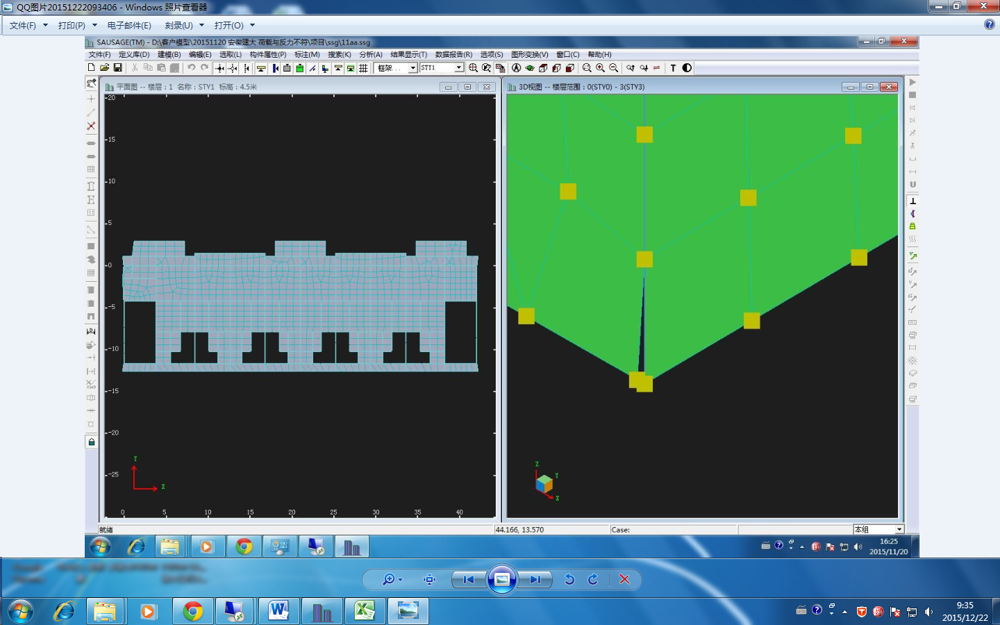 QQ图片20151222093406 - Windows 照片查看器
文件(F) 打印(P) 电子邮件(E) 刻录(U) 打开(O)
SAUSAGE(TM) - D:\客户模型\20151120 安徽建大 荷载与反力不符\项目\ssg\11aa.ssg
文件(F) 定义库(D) 建模(B) 编辑(E) 选取(L) 构件属性(P) 标注(M) 搜索(K) 分析(A) 结果显示(T) 数据报告(R) 选项(S) 图形变换(V) 窗口(C) 帮助(H)
框架... STY1 T
平面图 -- 楼层：1 名称：STY1 标高：4.5米
3D视图 -- 楼层范围：0(STY0) - 3(STY3)
20
15
10
5
0
-5
-10
-15
-20
-25
Y
X
0 5 10 15 20 25 30 35 40
Z
Y
X
就绪 44.166, 13.570 Case: 本组
16:25
2015/11/20
9:35
2015/12/22